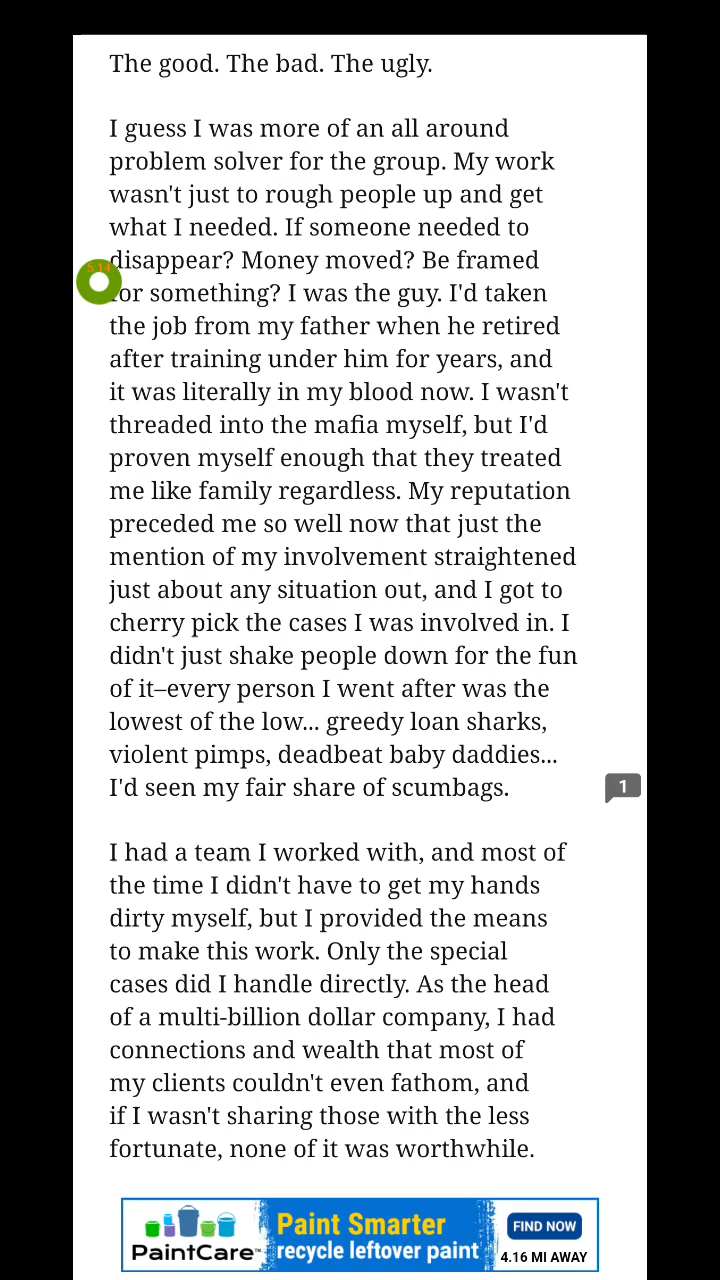 The good. The bad. The ugly.
I guess I was more of an all around
problem solver for the group. My work
wasn't just to rough people up and get
what I needed. If someone needed to
disappear? Money moved? Be framed
5.14
for something? I was the guy. I'd taken
the job from my father when he retired
after training under him for years, and
it was literally in my blood now. I wasn't
threaded into the mafia myself, but I'd
proven myself enough that they treated
me like family regardless. My reputation
preceded me so well now that just the
mention of my involvement straightened
just about any situation out, and I got to
cherry pick the cases I was involved in. I
didn't just shake people down for the fun
of it–every person I went after was the
lowest of the low... greedy loan sharks,
violent pimps, deadbeat baby daddies...
I'd seen my fair share of scumbags.
1
I had a team I worked with, and most of
the time I didn't have to get my hands
dirty myself, but I provided the means
to make this work. Only the special
cases did I handle directly. As the head
of a multi-billion dollar company, I had
connections and wealth that most of
my clients couldn't even fathom, and
if I wasn't sharing those with the less
fortunate, none of it was worthwhile.
PaintCare™
Paint Smarter
recycle leftover paint
FIND NOW
4.16 MI AWAY